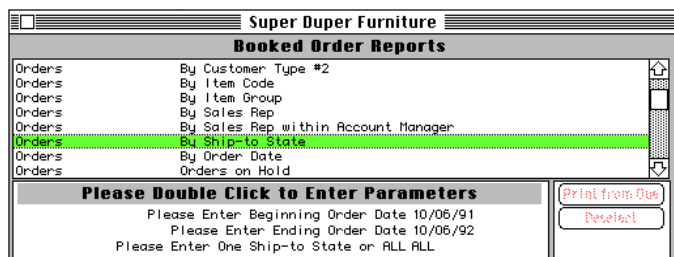 Super Duper Furniture
Booked Order Reports
Orders By Customer Type #2
Orders By Item Code
Orders By Item Group
Orders By Sales Rep
Orders By Sales Rep within Account Manager
Orders By Ship-to State
Orders By Order Date
Orders Orders on Hold
Please Double Click to Enter Parameters
Please Enter Beginning Order Date 10/06/91
Please Enter Ending Order Date 10/06/92
Please Enter One Ship-to State or ALL ALL
Print from Que
Deselect